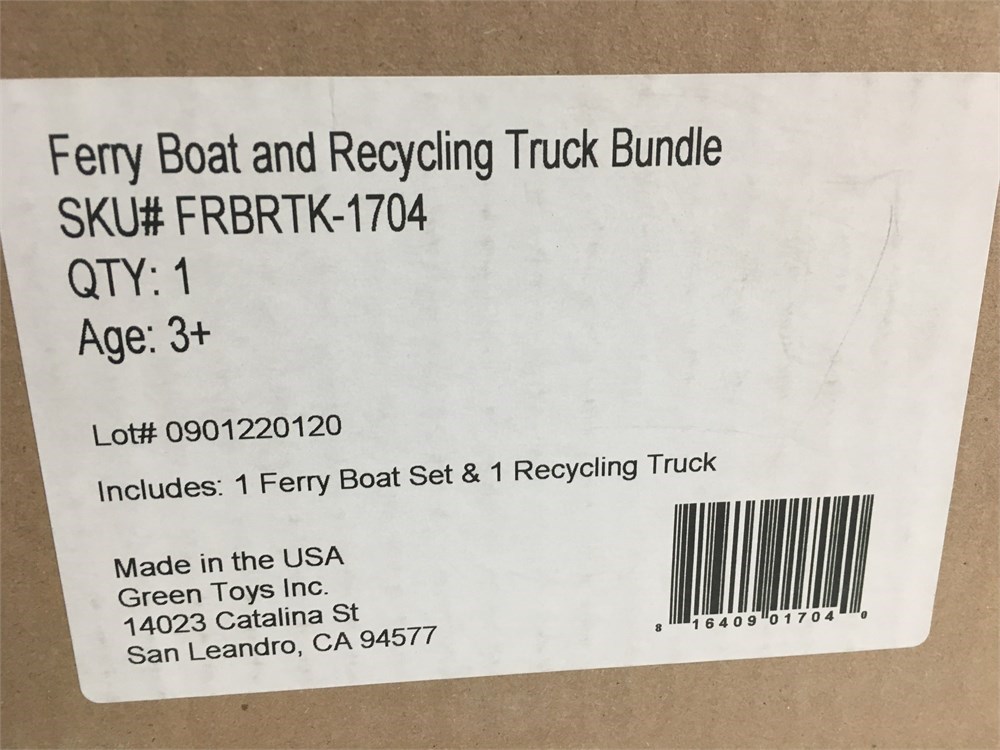 Ferry Boat and Recycling Truck Bundle
SKU# FRBRTK-1704
QTY: 1
Age: 3+
Lot# 0901220120
Includes: 1 Ferry Boat Set & 1 Recycling Truck
Made in the USA
Green Toys Inc.
14023 Catalina St
San Leandro, CA 94577
8 16409 01704 0